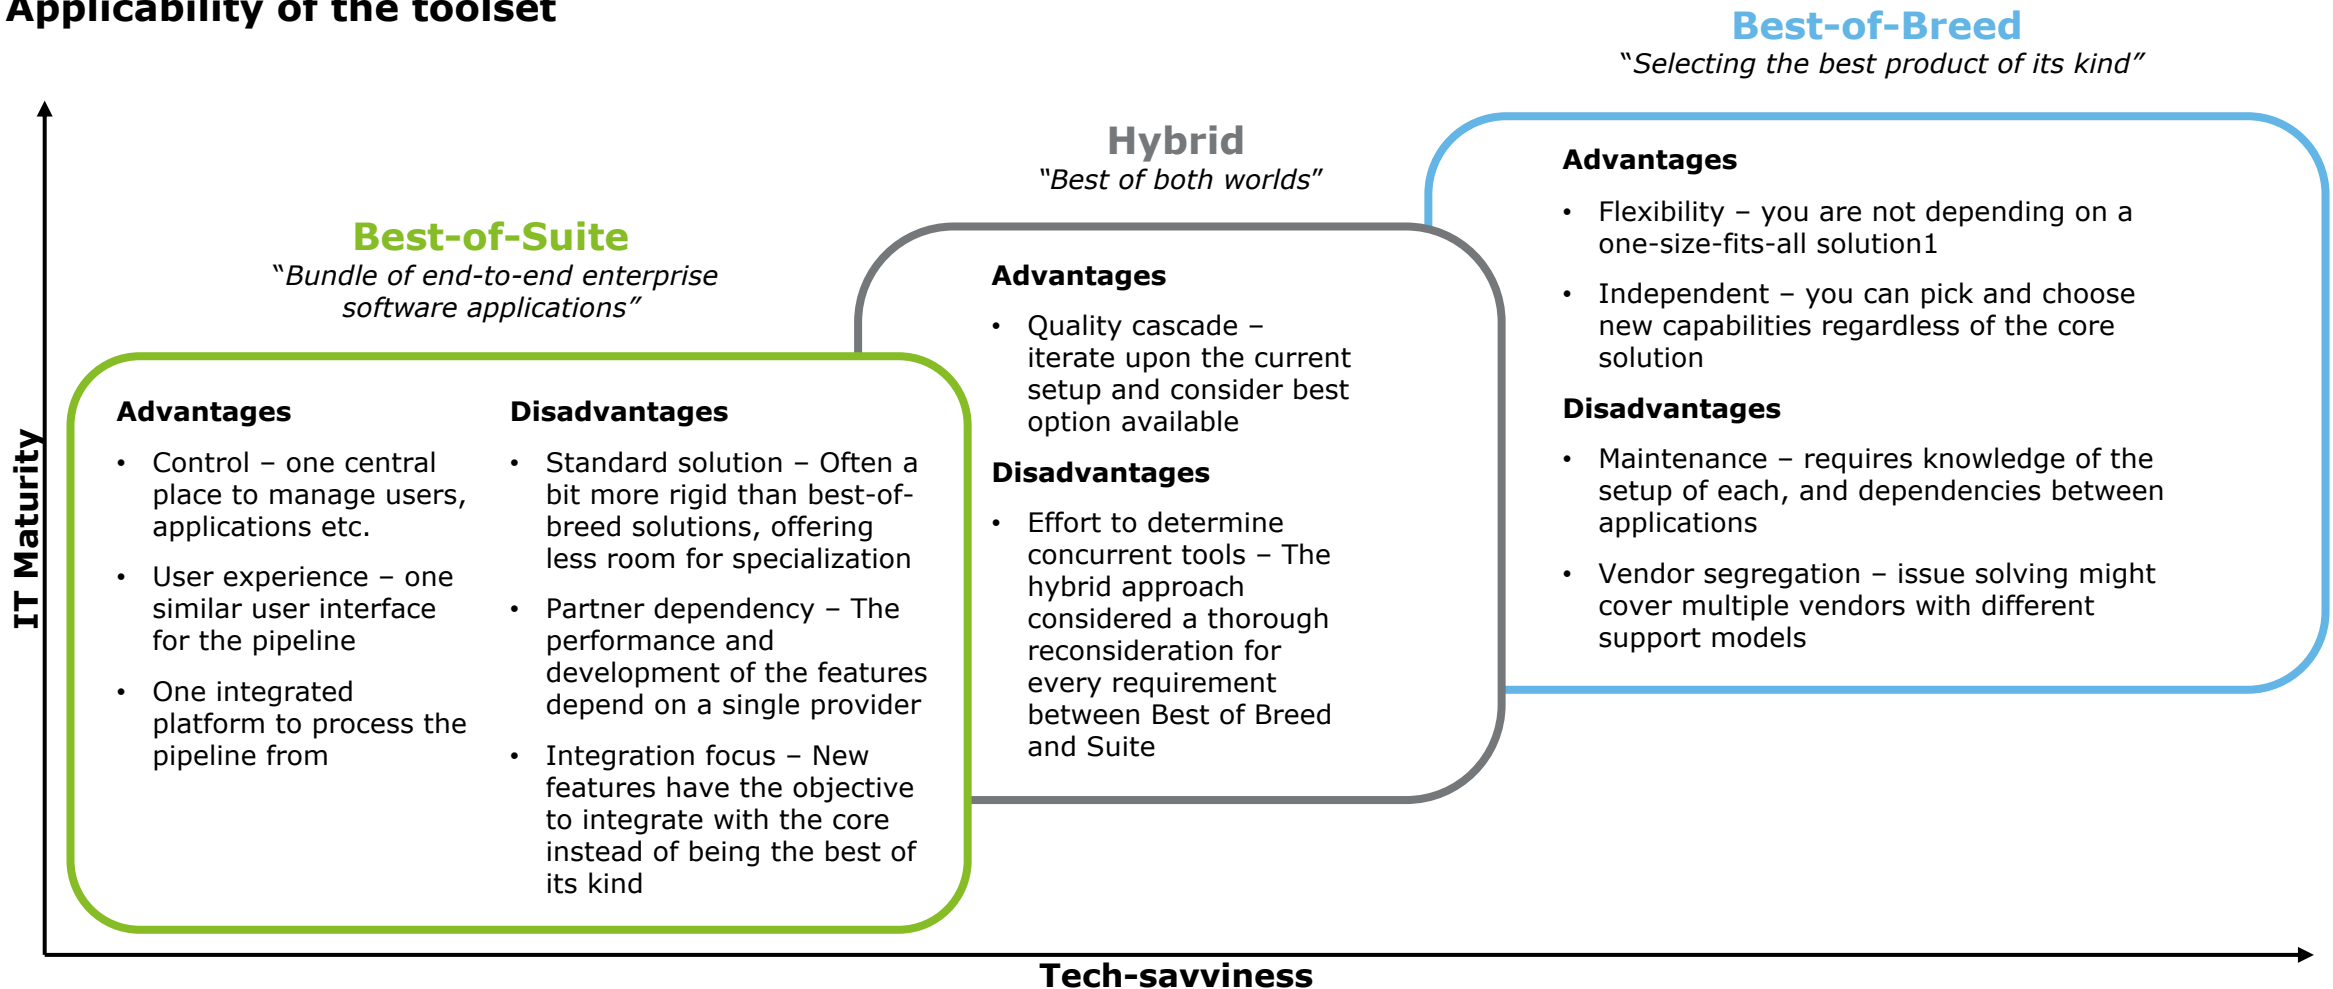 Applicability of the toolset
Best-of-Breed
“Selecting the best product of its kind”
Hybrid
“Best of both worlds”
Best-of-Suite
“Bundle of end-to-end enterprise
software applications”
IT Maturity
Advantages
• Control – one central
place to manage users,
applications etc.
• User experience – one
similar user interface
for the pipeline
• One integrated
platform to process the
pipeline from
Disadvantages
• Standard solution – Often a
bit more rigid than best-of-
breed solutions, offering
less room for specialization
• Partner dependency – The
performance and
development of the features
depend on a single provider
• Integration focus – New
features have the objective
to integrate with the core
instead of being the best of
its kind
Advantages
• Quality cascade –
iterate upon the current
setup and consider best
option available
Disadvantages
• Effort to determine
concurrent tools – The
hybrid approach
considered a thorough
reconsideration for
every requirement
between Best of Breed
and Suite
Advantages
• Flexibility – you are not depending on a
one-size-fits-all solution1
• Independent – you can pick and choose
new capabilities regardless of the core
solution
Disadvantages
• Maintenance – requires knowledge of the
setup of each, and dependencies between
applications
• Vendor segregation – issue solving might
cover multiple vendors with different
support models
Tech-savviness